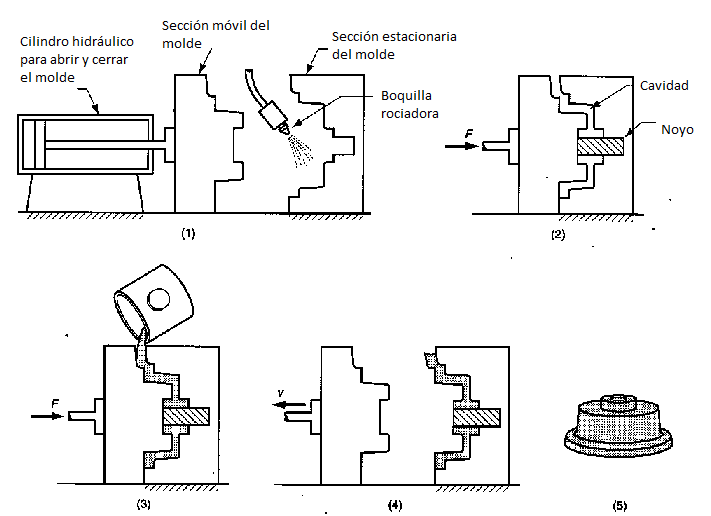 Cilindro hidráulico
para abrir y cerrar
el molde
Sección móvil del
molde
Sección estacionaria
del molde
Boquilla
rociadora
(1)
Cavidad
Noyo
F
(2)
F
(3)
v
(4)
(5)